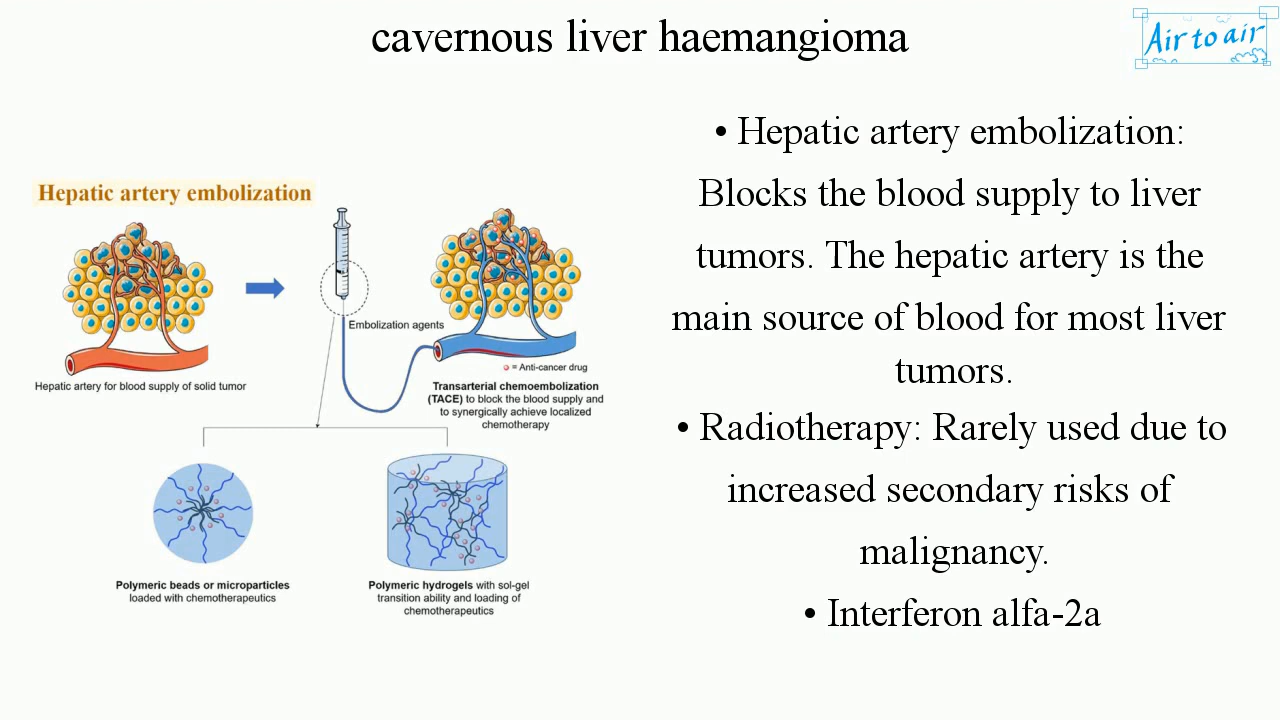 cavernous liver haemangioma
Air to air
Hepatic artery embolization
Embolization agents
= Anti-cancer drug
Hepatic artery for blood supply of solid tumor
Transarterial chemoembolization
(TACE) to block the blood supply and
to synergically achieve localized
chemotherapy
Polymeric beads or microparticles
loaded with chemotherapeutics
Polymeric hydrogels with sol-gel
transition ability and loading of
chemotherapeutics
• Hepatic artery embolization:
Blocks the blood supply to liver
tumors. The hepatic artery is the
main source of blood for most liver
tumors.
• Radiotherapy: Rarely used due to
increased secondary risks of
malignancy.
• Interferon alfa-2a